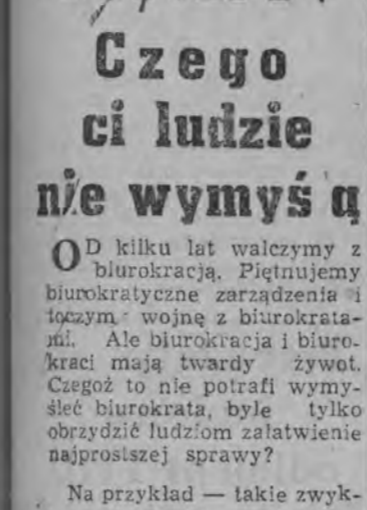 Czego
ci ludzie
nie wymyś ą
OD kilku lat walczymy z
biurokracją. Piętnujemy
biurokratyczne zarządzenia i
toczym wojnę z biurokrata-
mi. Ale biurokracja i biuro-
kraci mają twardy żywot.
Czegoż to nie potrafi wymy-
śleć biurokrata, byle tylko
obrzydzić ludziom załatwienie
najprostszej sprawy?
Na przykład — takie zwyk-